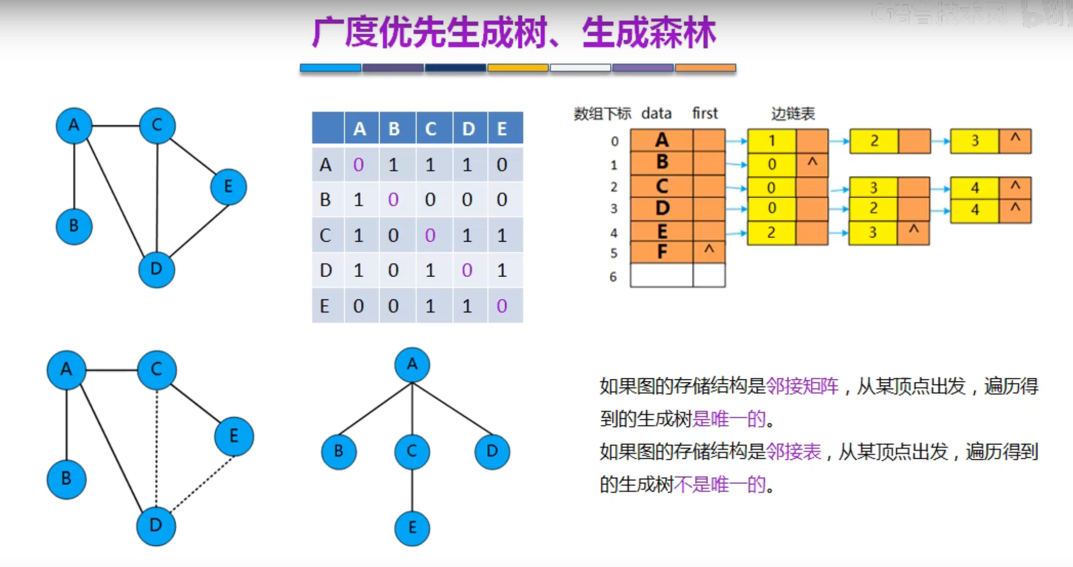 广度优先生成树、生成森林
A
C
E
B
D
A B C D E
A 0 1 1 1 0
B 1 0 0 0 0
C 1 0 0 1 1
D 1 0 1 0 1
E 0 0 1 1 0
数组下标 data first 边链表
0 A 1 2 3 ^
1 B 0 ^
2 C 0 3 4 ^
3 D 0 2 4 ^
4 E 2 3 ^
5 F ^
6
A
C
E
B
D
A
B C D
E
如果图的存储结构是邻接矩阵，从某顶点出发，遍历得
到的生成树是唯一的。
如果图的存储结构是邻接表，从某顶点出发，遍历得到
的生成树不是唯一的。